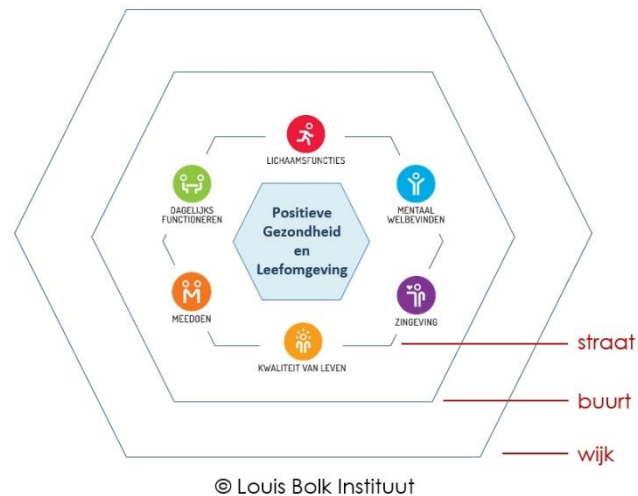 LICHAAMSFUNCTIES
DAGELIJKS
FUNCTIONEREN
MENTAAL
WELBEVINDEN
Positieve
Gezondheid
en
Leefomgeving
MEEDOEN
ZINGEVING
KWALITEIT VAN LEVEN
straat
buurt
wijk
© Louis Bolk Instituut